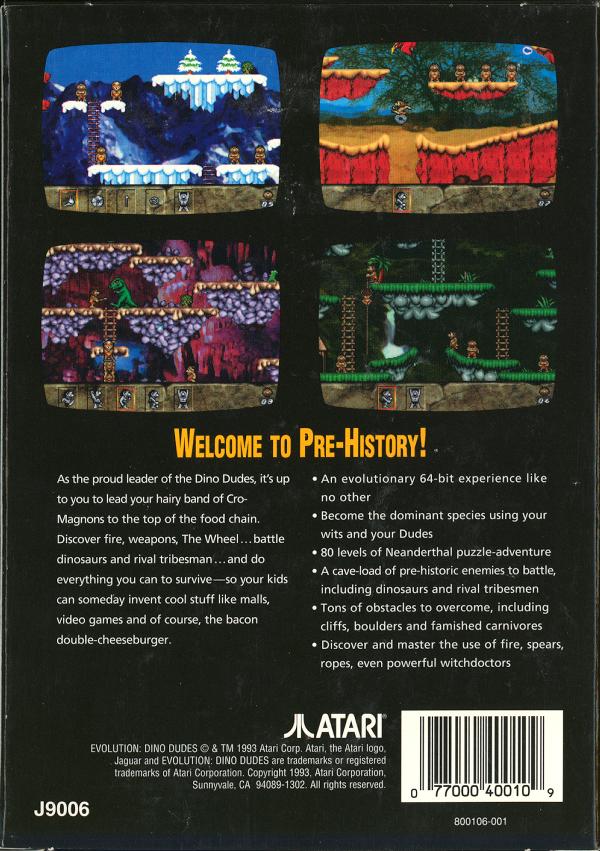 05
07
03
04
WELCOME TO PRE-HISTORY!
As the proud leader of the Dino Dudes, it's up
to you to lead your hairy band of Cro-
Magnons to the top of the food chain.
Discover fire, weapons, The Wheel...battle
dinosaurs and rival tribesman...and do
everything you can to survive—so your kids
can someday invent cool stuff like malls,
video games and of course, the bacon
double-cheeseburger.
• An evolutionary 64-bit experience like
no other
• Become the dominant species using your
wits and your Dudes
• 80 levels of Neanderthal puzzle-adventure
• A cave-load of pre-historic enemies to battle,
including dinosaurs and rival tribesmen
• Tons of obstacles to overcome, including
cliffs, boulders and famished carnivores
• Discover and master the use of fire, spears,
ropes, even powerful witchdoctors
ATARI®
EVOLUTION: DINO DUDES © & TM 1993 Atari Corp. Atari, the Atari logo,
Jaguar and EVOLUTION: DINO DUDES are trademarks or registered
trademarks of Atari Corporation. Copyright 1993, Atari Corporation,
Sunnyvale, CA 94089-1302. All rights reserved.
J9006
0 77000 40010 9
800106-001